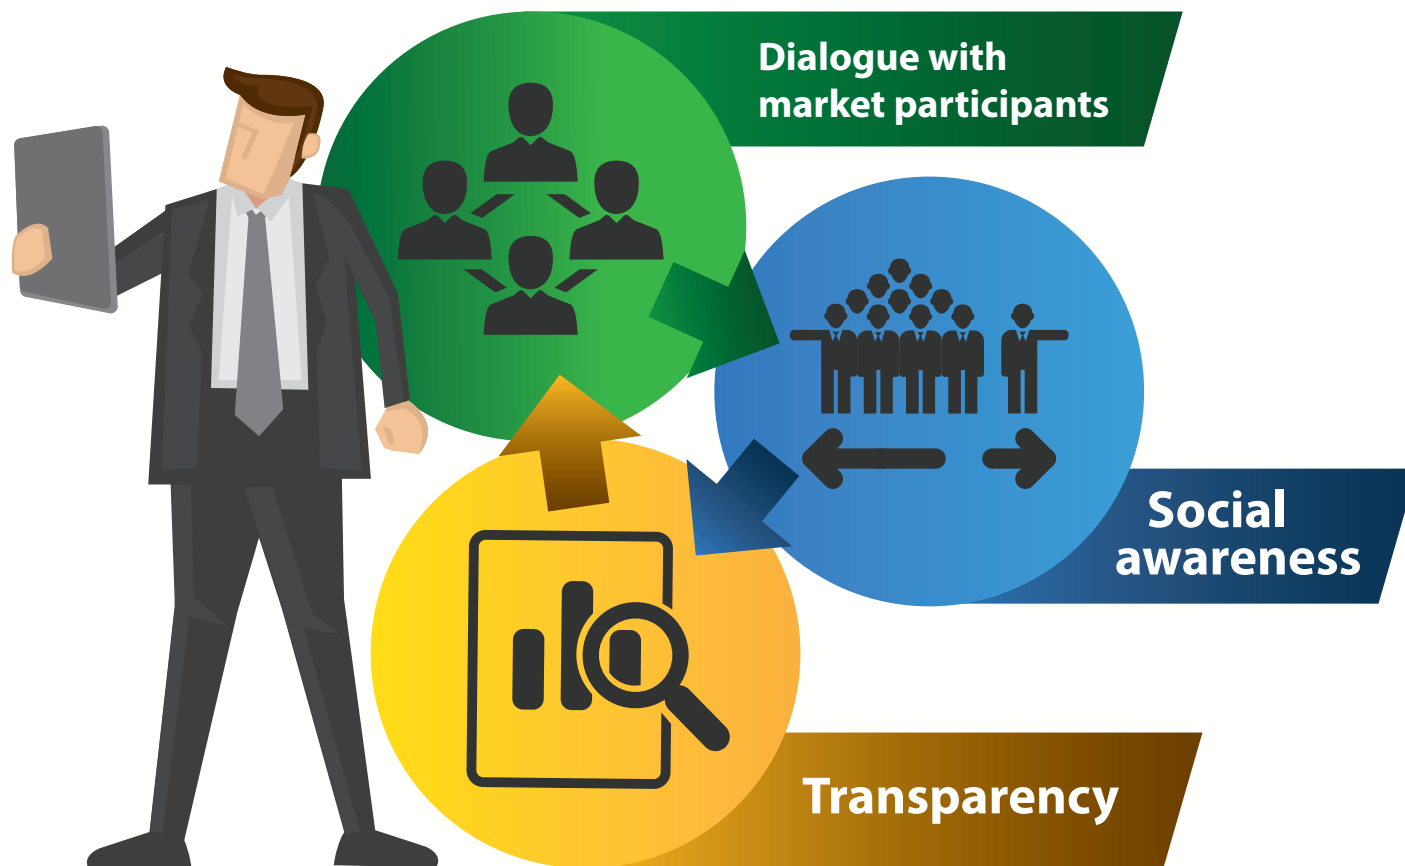 Dialogue with
market participants
Social
awareness
Transparency